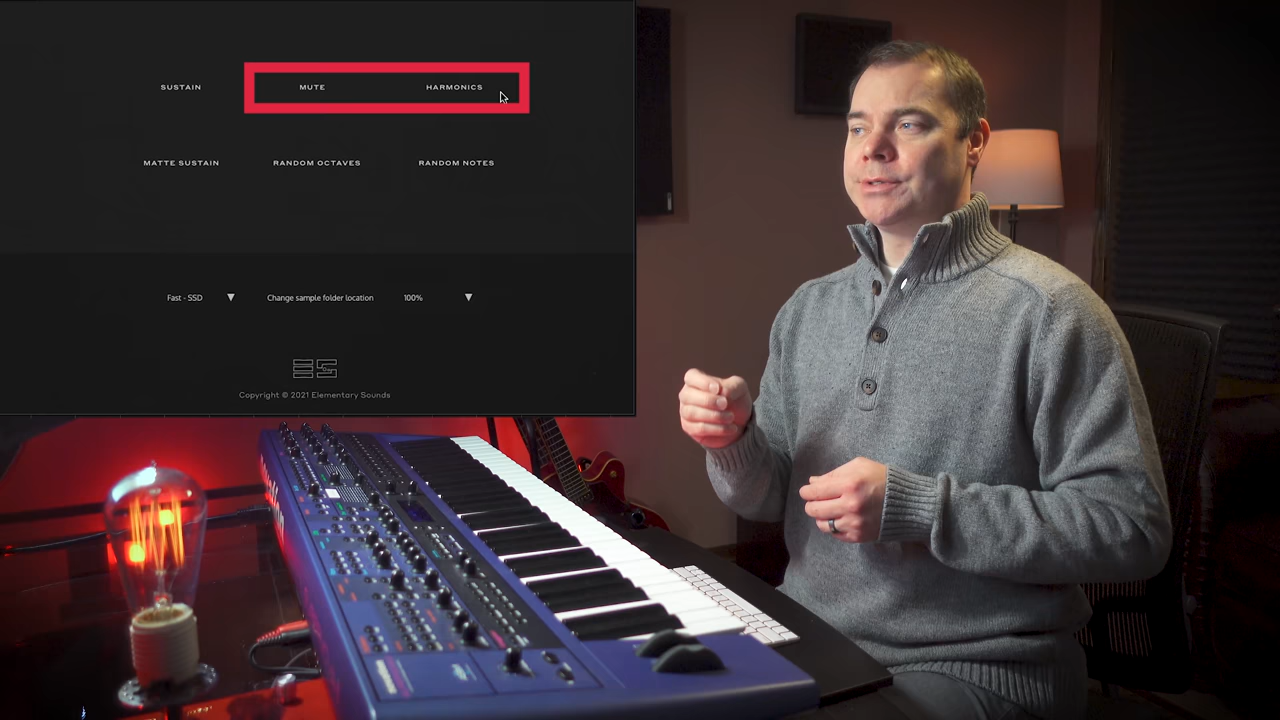 SUSTAIN MUTE HARMONICS
MATTE SUSTAIN RANDOM OCTAVES RANDOM NOTES
Fast - SSD Change sample folder location 100%
ES
Copyright © 2021 Elementary Sounds